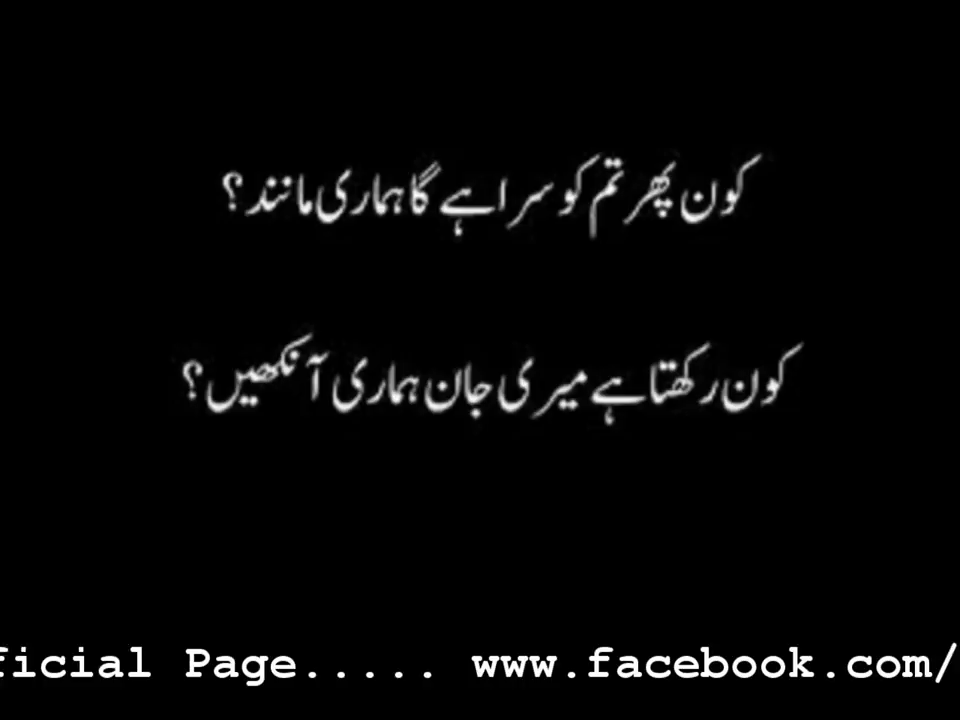 کون پھر تم کو سراہے گا ہماری مانند؟
کون رکھتا ہے میری جان ہماری آنکھیں؟
ficial Page..... www.facebook.com/